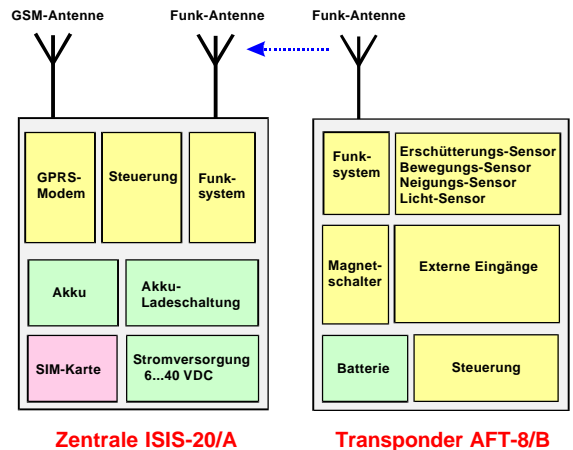 GSM-Antenne
Funk-Antenne
Funk-Antenne
GPRS-
Modem
Steuerung
Funk-
system
Akku
Akku-
Ladeschaltung
SIM-Karte
Stromversorgung
6...40 VDC
Zentrale ISIS-20/A
Funk-
system
Erschütterungs-Sensor
Bewegungs-Sensor
Neigungs-Sensor
Licht-Sensor
Magnet-
schalter
Externe Eingänge
Batterie
Steuerung
Transponder AFT-8/B